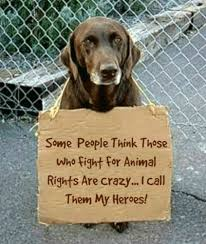 Some People Think Those
Who Fight For Animal
Rights Are Crazy... I Call
Them My Heroes!